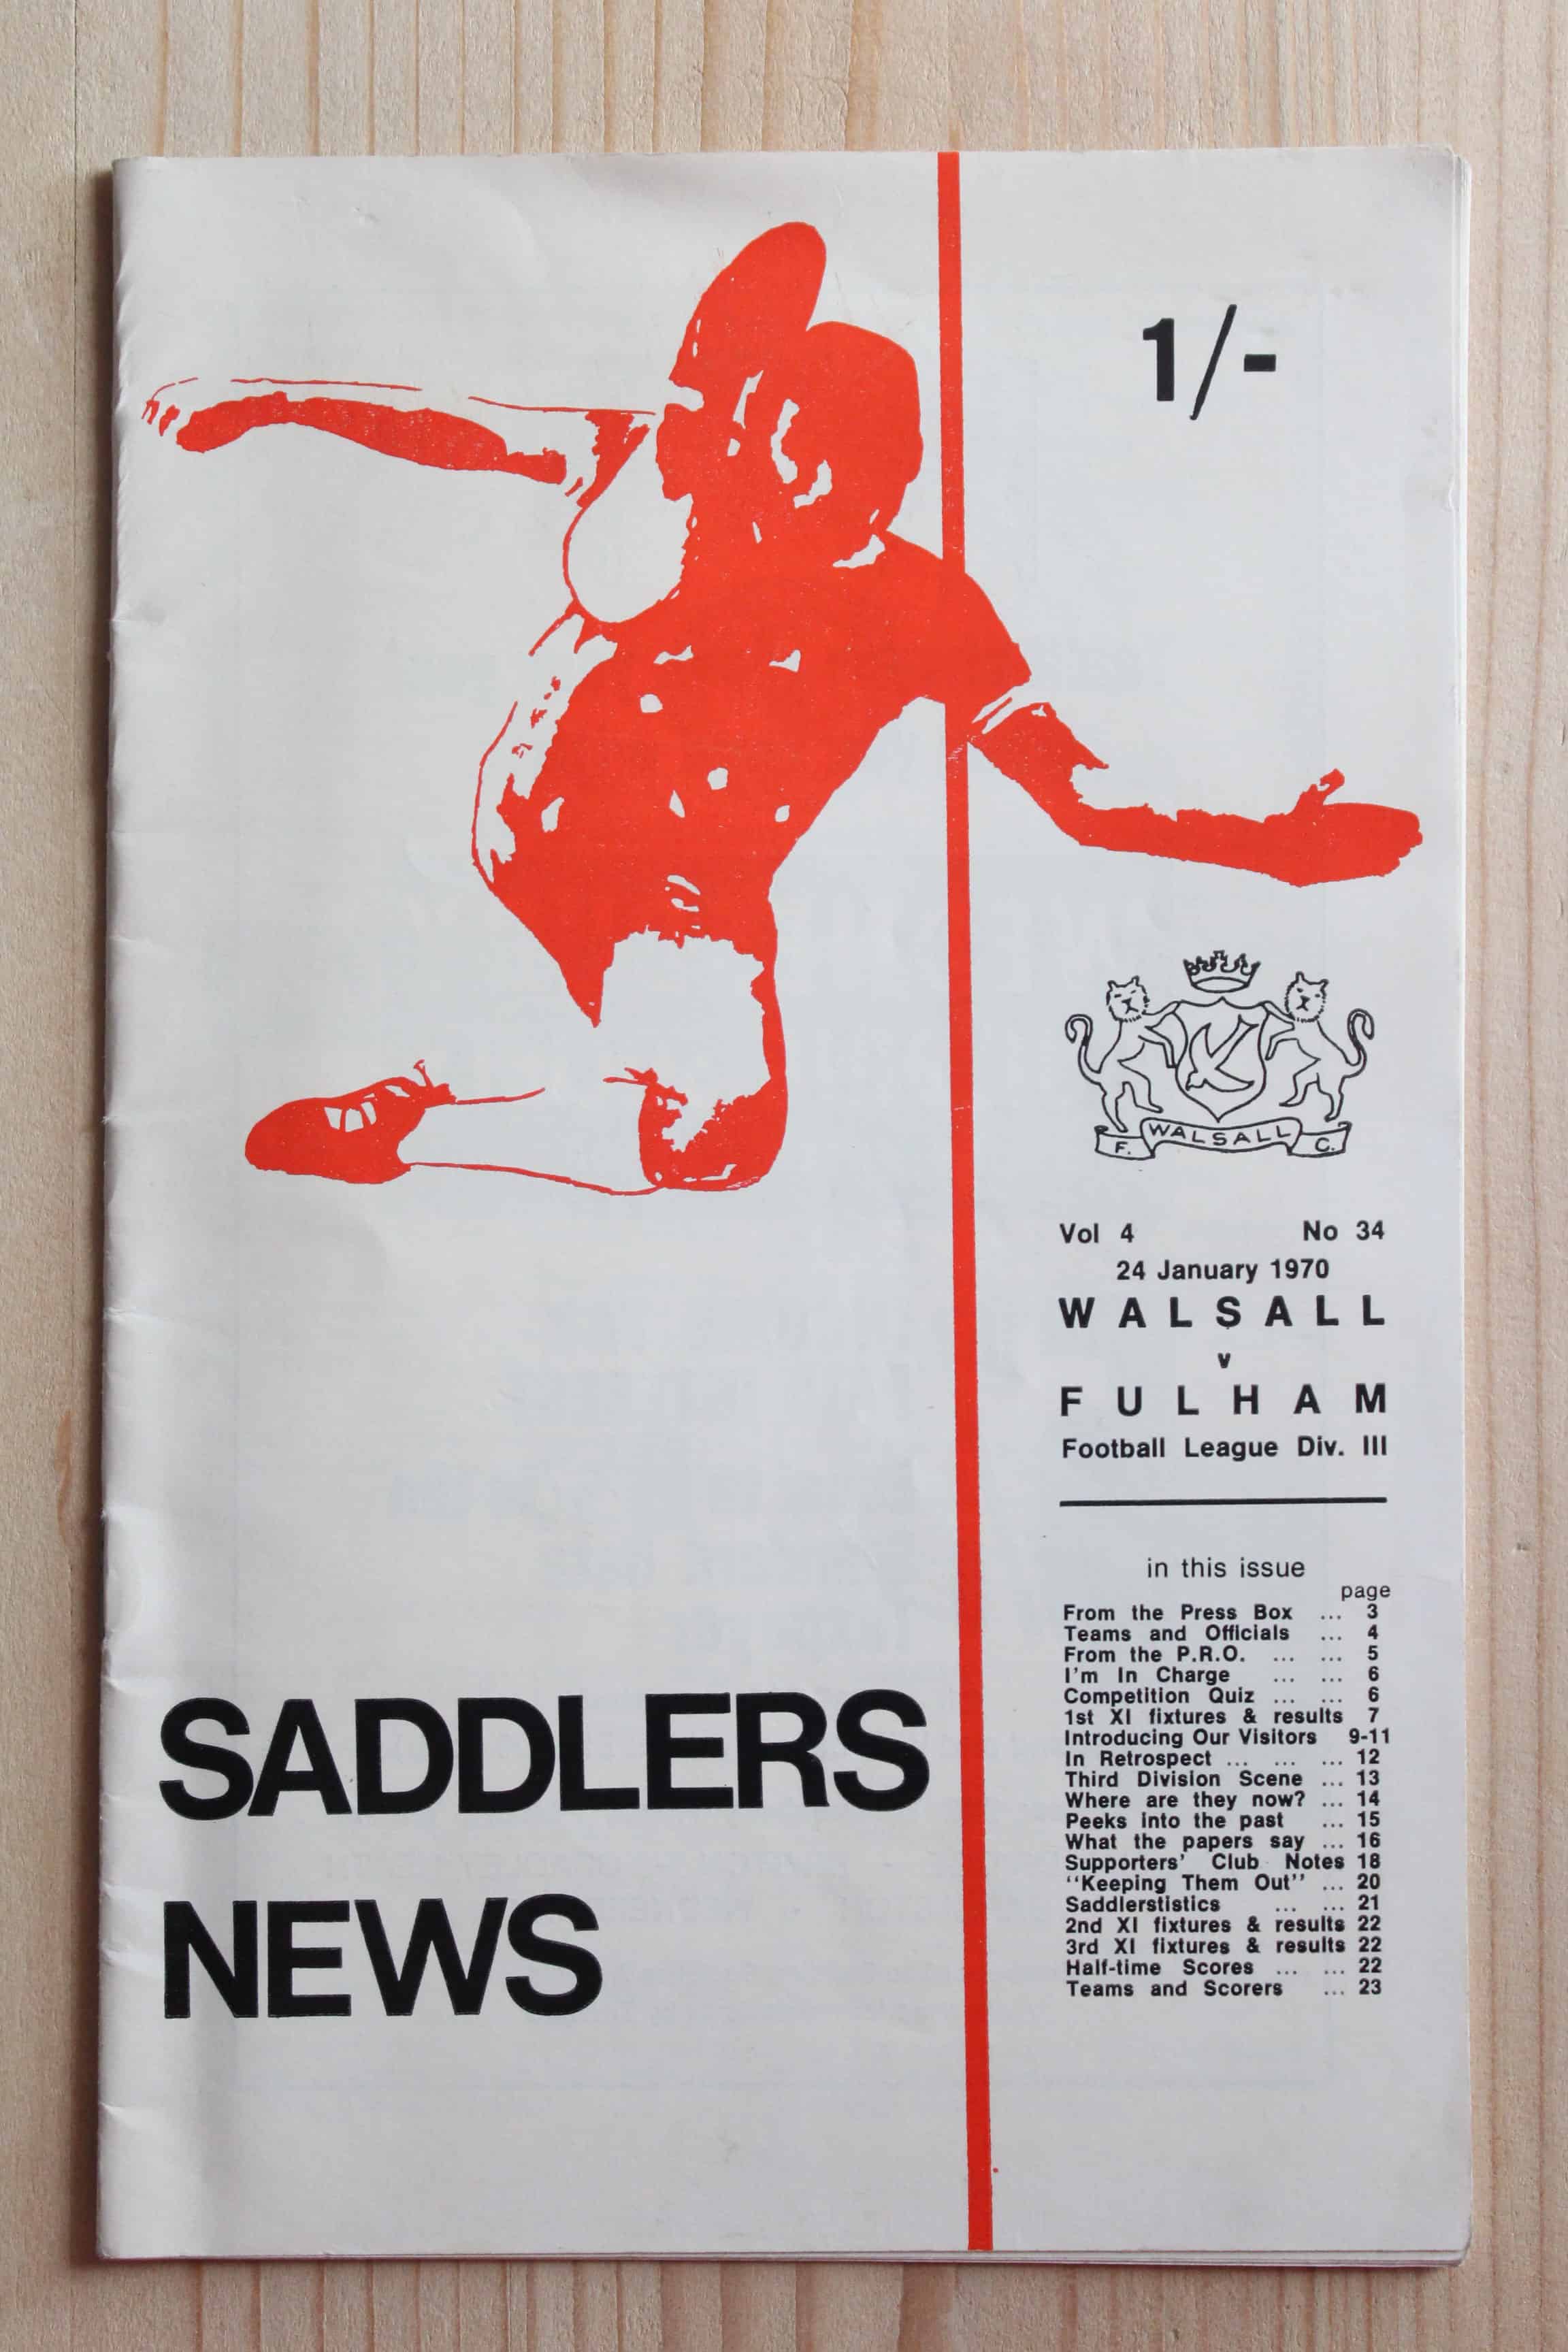 1/-
F. WALSALL C.
Vol 4 No 34
24 January 1970
WALSALL
v
FULHAM
Football League Div. III
in this issue
page
From the Press Box ... 3
Teams and Officials ... 4
From the P.R.O. ... ... 5
I'm In Charge ... ... 6
Competition Quiz ... ... 6
1st XI fixtures & results 7
Introducing Our Visitors 9-11
In Retrospect ... ... ... 12
Third Division Scene ... 13
Where are they now? ... 14
Peeks into the past ... 15
What the papers say ... 16
Supporters' Club Notes 18
"Keeping Them Out" ... 20
Saddlerstistics ... ... 21
2nd XI fixtures & results 22
3rd XI fixtures & results 22
Half-time Scores ... ... 22
Teams and Scorers ... 23
SADDLERS
NEWS